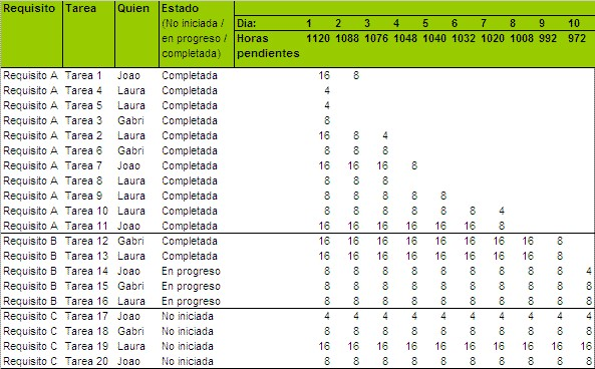 Requisito Tarea Quien Estado
(No iniciada / en progreso / completada)
Dia: 1 2 3 4 5 6 7 8 9 10
Horas pendientes 1120 1088 1076 1048 1040 1032 1020 1008 992 972
Requisito A Tarea 1 Joao Completada 16 8
Requisito A Tarea 4 Laura Completada 4
Requisito A Tarea 5 Laura Completada 4
Requisito A Tarea 3 Gabri Completada 8
Requisito A Tarea 2 Laura Completada 16 8 4
Requisito A Tarea 6 Gabri Completada 8 8 8
Requisito A Tarea 7 Joao Completada 16 16 16 8
Requisito A Tarea 8 Laura Completada 8 8 8
Requisito A Tarea 9 Laura Completada 8 8 8 8 8
Requisito A Tarea 10 Laura Completada 8 8 8 8 8 8 4
Requisito A Tarea 11 Joao Completada 16 16 16 16 16 16 8
Requisito B Tarea 12 Gabri Completada 16 16 16 16 16 16 16 16 8
Requisito B Tarea 13 Laura Completada 16 16 16 16 16 16 16 16 8
Requisito B Tarea 14 Joao En progreso 8 8 8 8 8 8 8 8 8 4
Requisito B Tarea 15 Gabri En progreso 8 8 8 8 8 8 8 8 8 8
Requisito B Tarea 16 Laura En progreso 8 8 8 8 8 8 8 8 8 8
Requisito C Tarea 17 Joao No iniciada 4 4 4 4 4 4 4 4 4 4
Requisito C Tarea 18 Gabri No iniciada 8 8 8 8 8 8 8 8 8 8
Requisito C Tarea 19 Laura No iniciada 16 16 16 16 16 16 16 16 16 16
Requisito C Tarea 20 Joao No iniciada 8 8 8 8 8 8 8 8 8 8